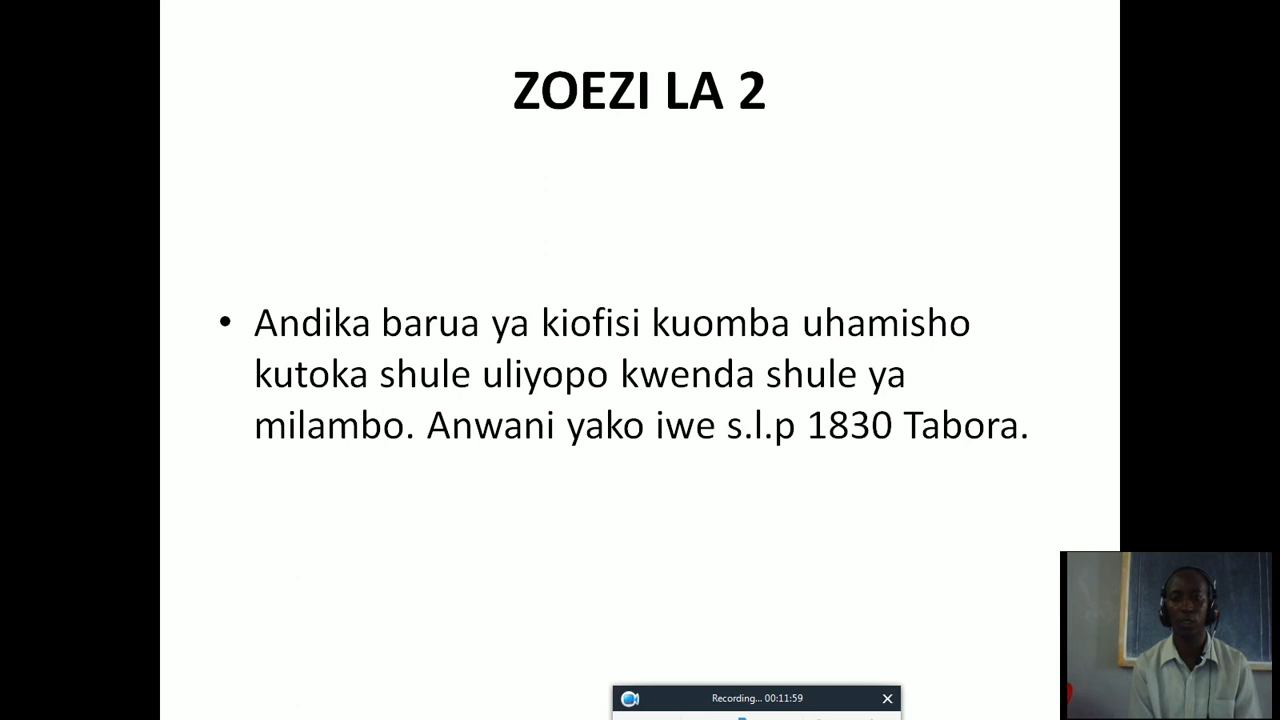 ZOEZI LA 2
• Andika barua ya kiofisi kuomba uhamisho
kutoka shule uliyopo kwenda shule ya
milambo. Anwani yako iwe s.l.p 1830 Tabora.
Recording... 00:11:59